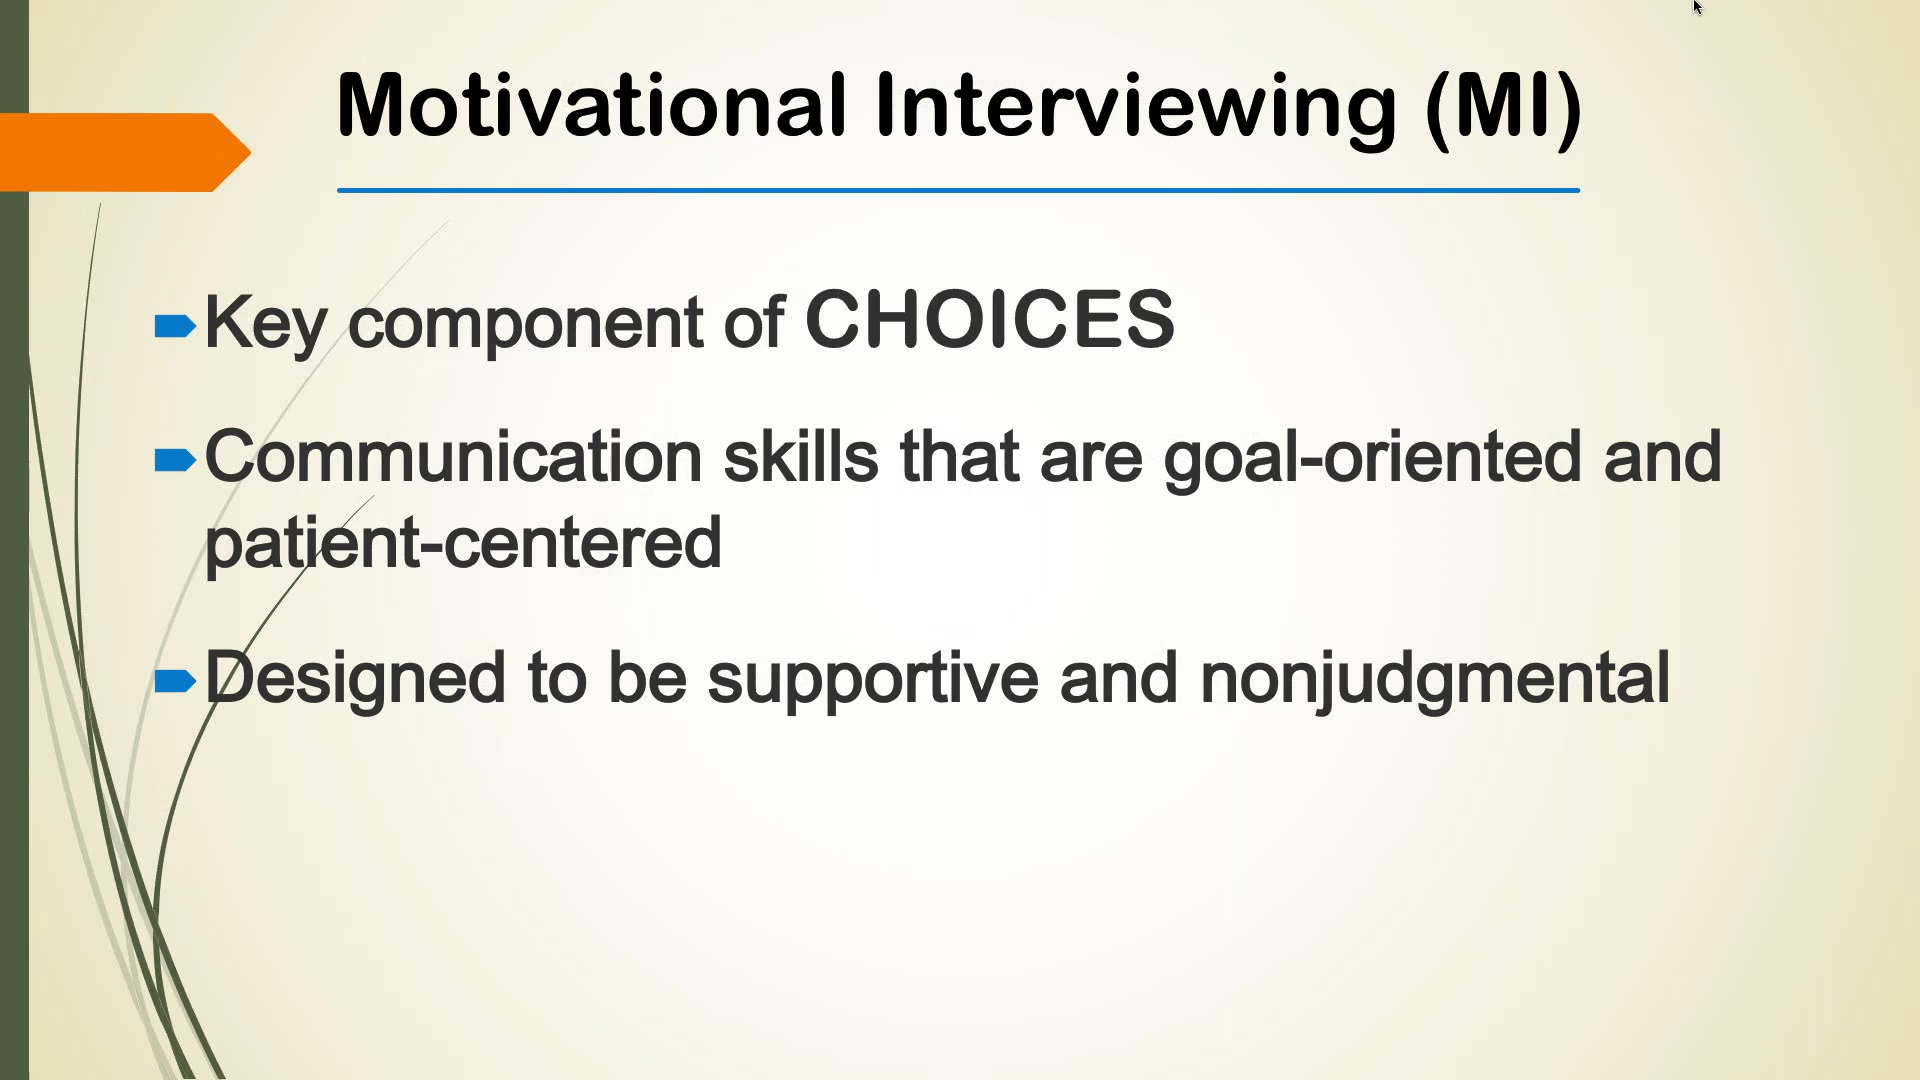 Motivational Interviewing (MI)
Key component of CHOICES
Communication skills that are goal-oriented and
patient-centered
Designed to be supportive and nonjudgmental